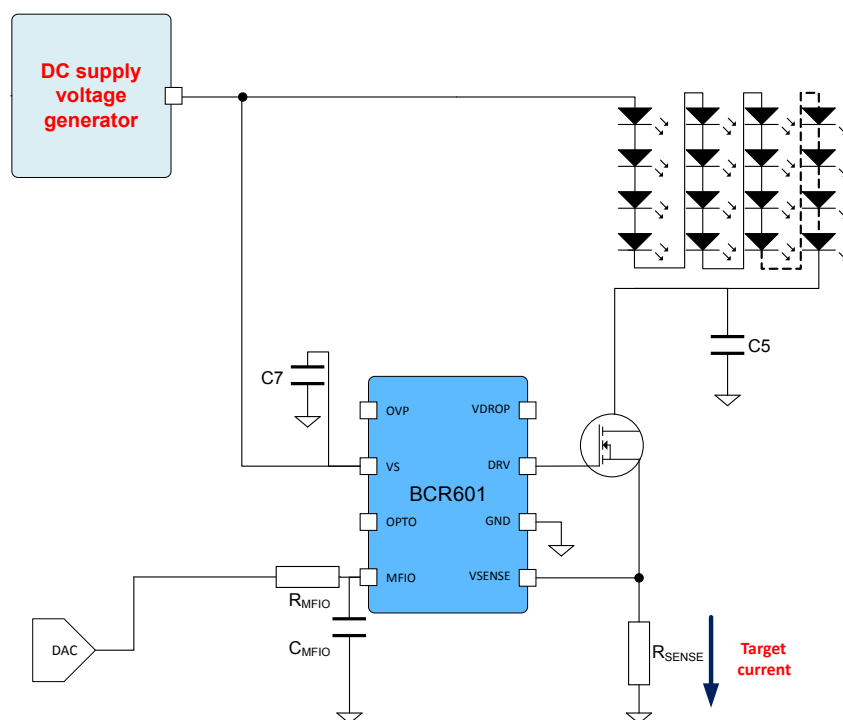 DC supply
voltage
generator
C5
C7
OVP
VDROP
VS
DRV
BCR601
OPTO
GND
MFIO
VSENSE
RMFIO
CMFIO
DAC
RSENSE
Target
current